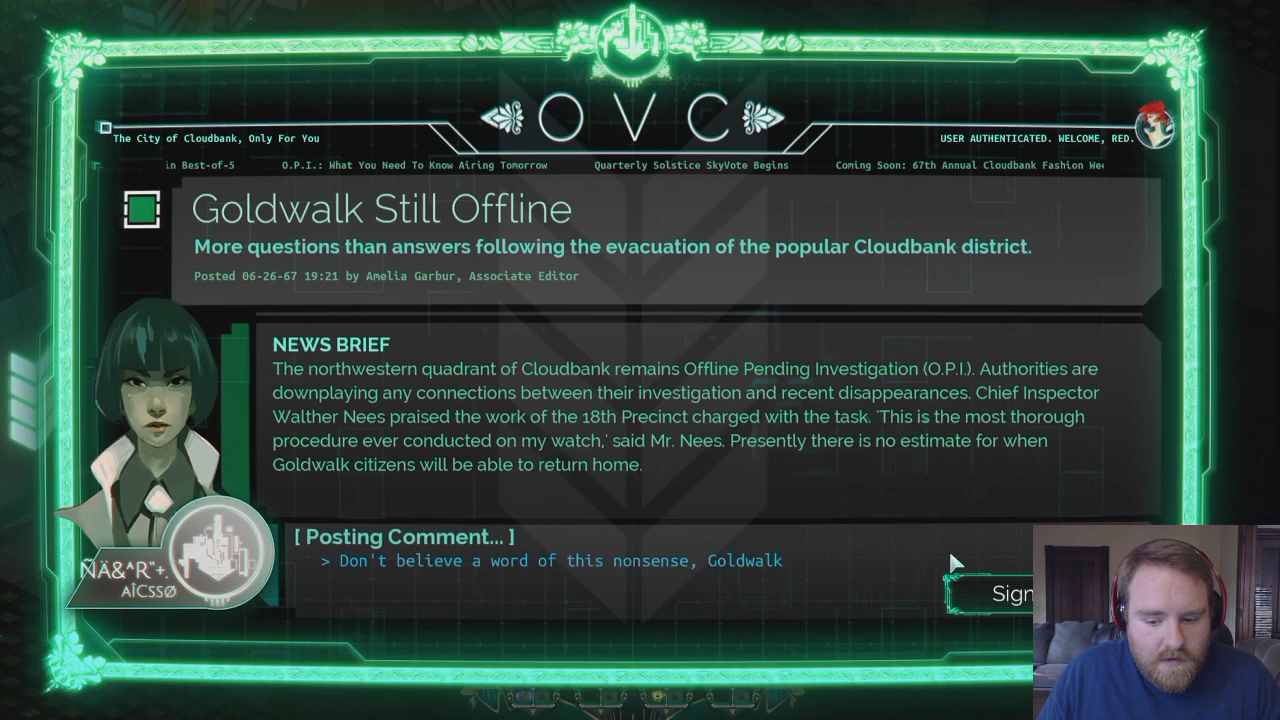 OVC
The City of Cloudbank, Only For You
USER AUTHENTICATED. WELCOME, RED.
in Best-of-5 O.P.I.: What You Need To Know Airing Tomorrow Quarterly Solstice SkyVote Begins Coming Soon: 67th Annual Cloudbank Fashion Wee
Goldwalk Still Offline
More questions than answers following the evacuation of the popular Cloudbank district.
Posted 06-26-67 19:21 by Amelia Garbur, Associate Editor
NEWS BRIEF
The northwestern quadrant of Cloudbank remains Offline Pending Investigation (O.P.I.). Authorities are
downplaying any connections between their investigation and recent disappearances. Chief Inspector
Walther Nees praised the work of the 18th Precinct charged with the task. 'This is the most thorough
procedure ever conducted on my watch,' said Mr. Nees. Presently there is no estimate for when
Goldwalk citizens will be able to return home.
[ Posting Comment... ]
> Don't believe a word of this nonsense, Goldwalk
Sign
AÎCSSØ